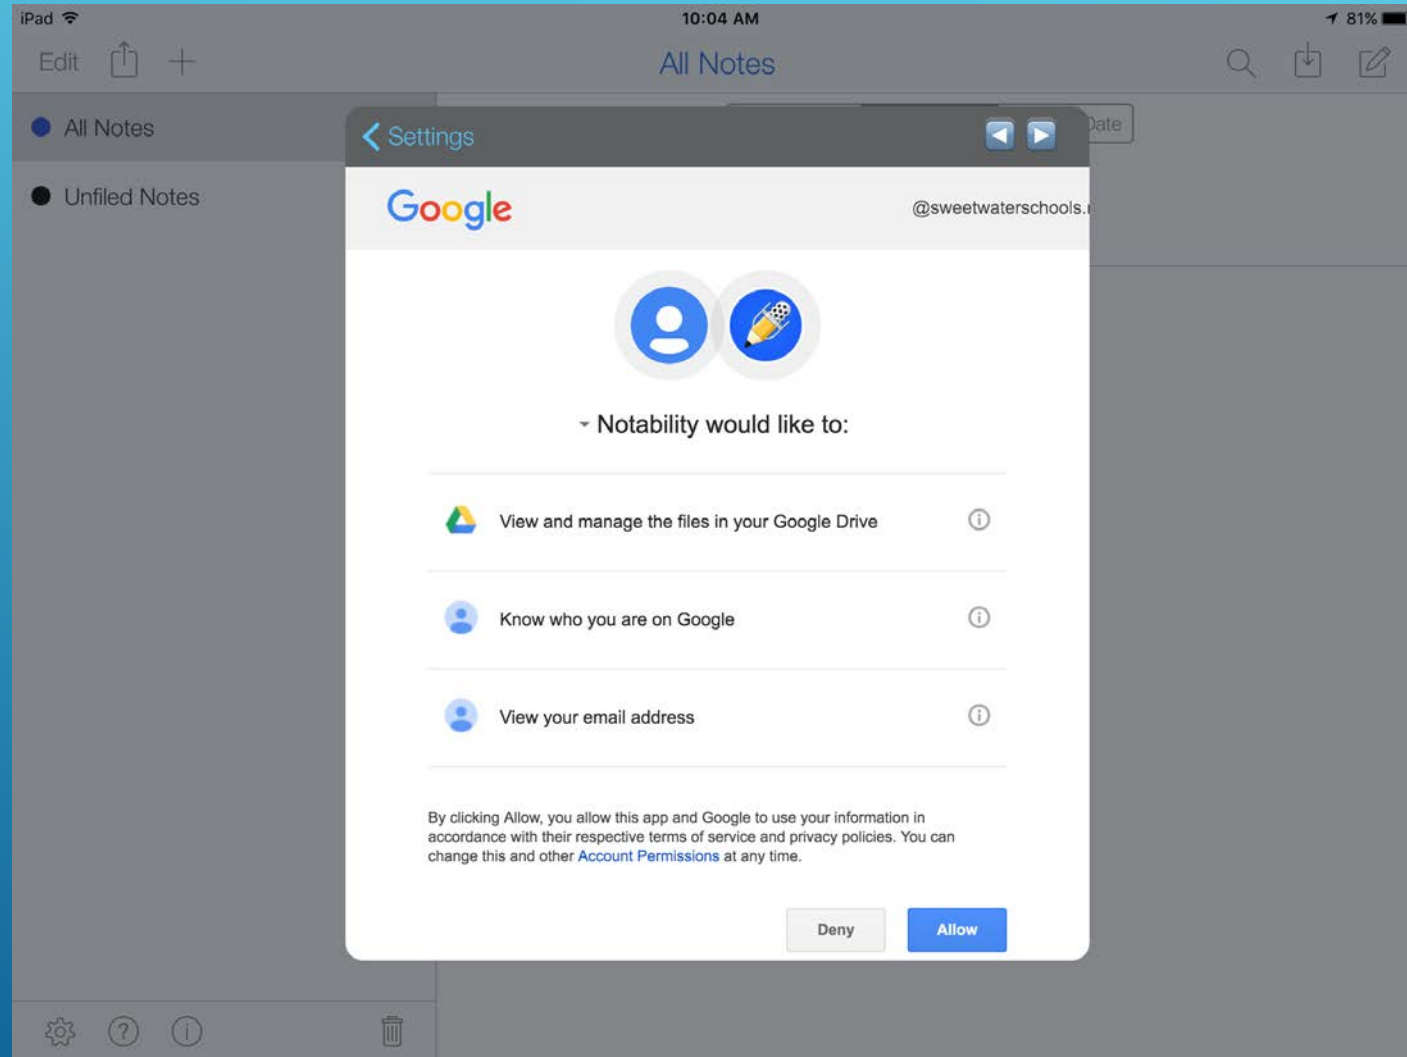 iPad
10:04 AM
81%
Edit
All Notes
All Notes
Unfiled Notes
Date
Settings
Google
@sweetwaterschools.
Notability would like to:
View and manage the files in your Google Drive
Know who you are on Google
View your email address
By clicking Allow, you allow this app and Google to use your information in
accordance with their respective terms of service and privacy policies. You can
change this and other Account Permissions at any time.
Deny
Allow